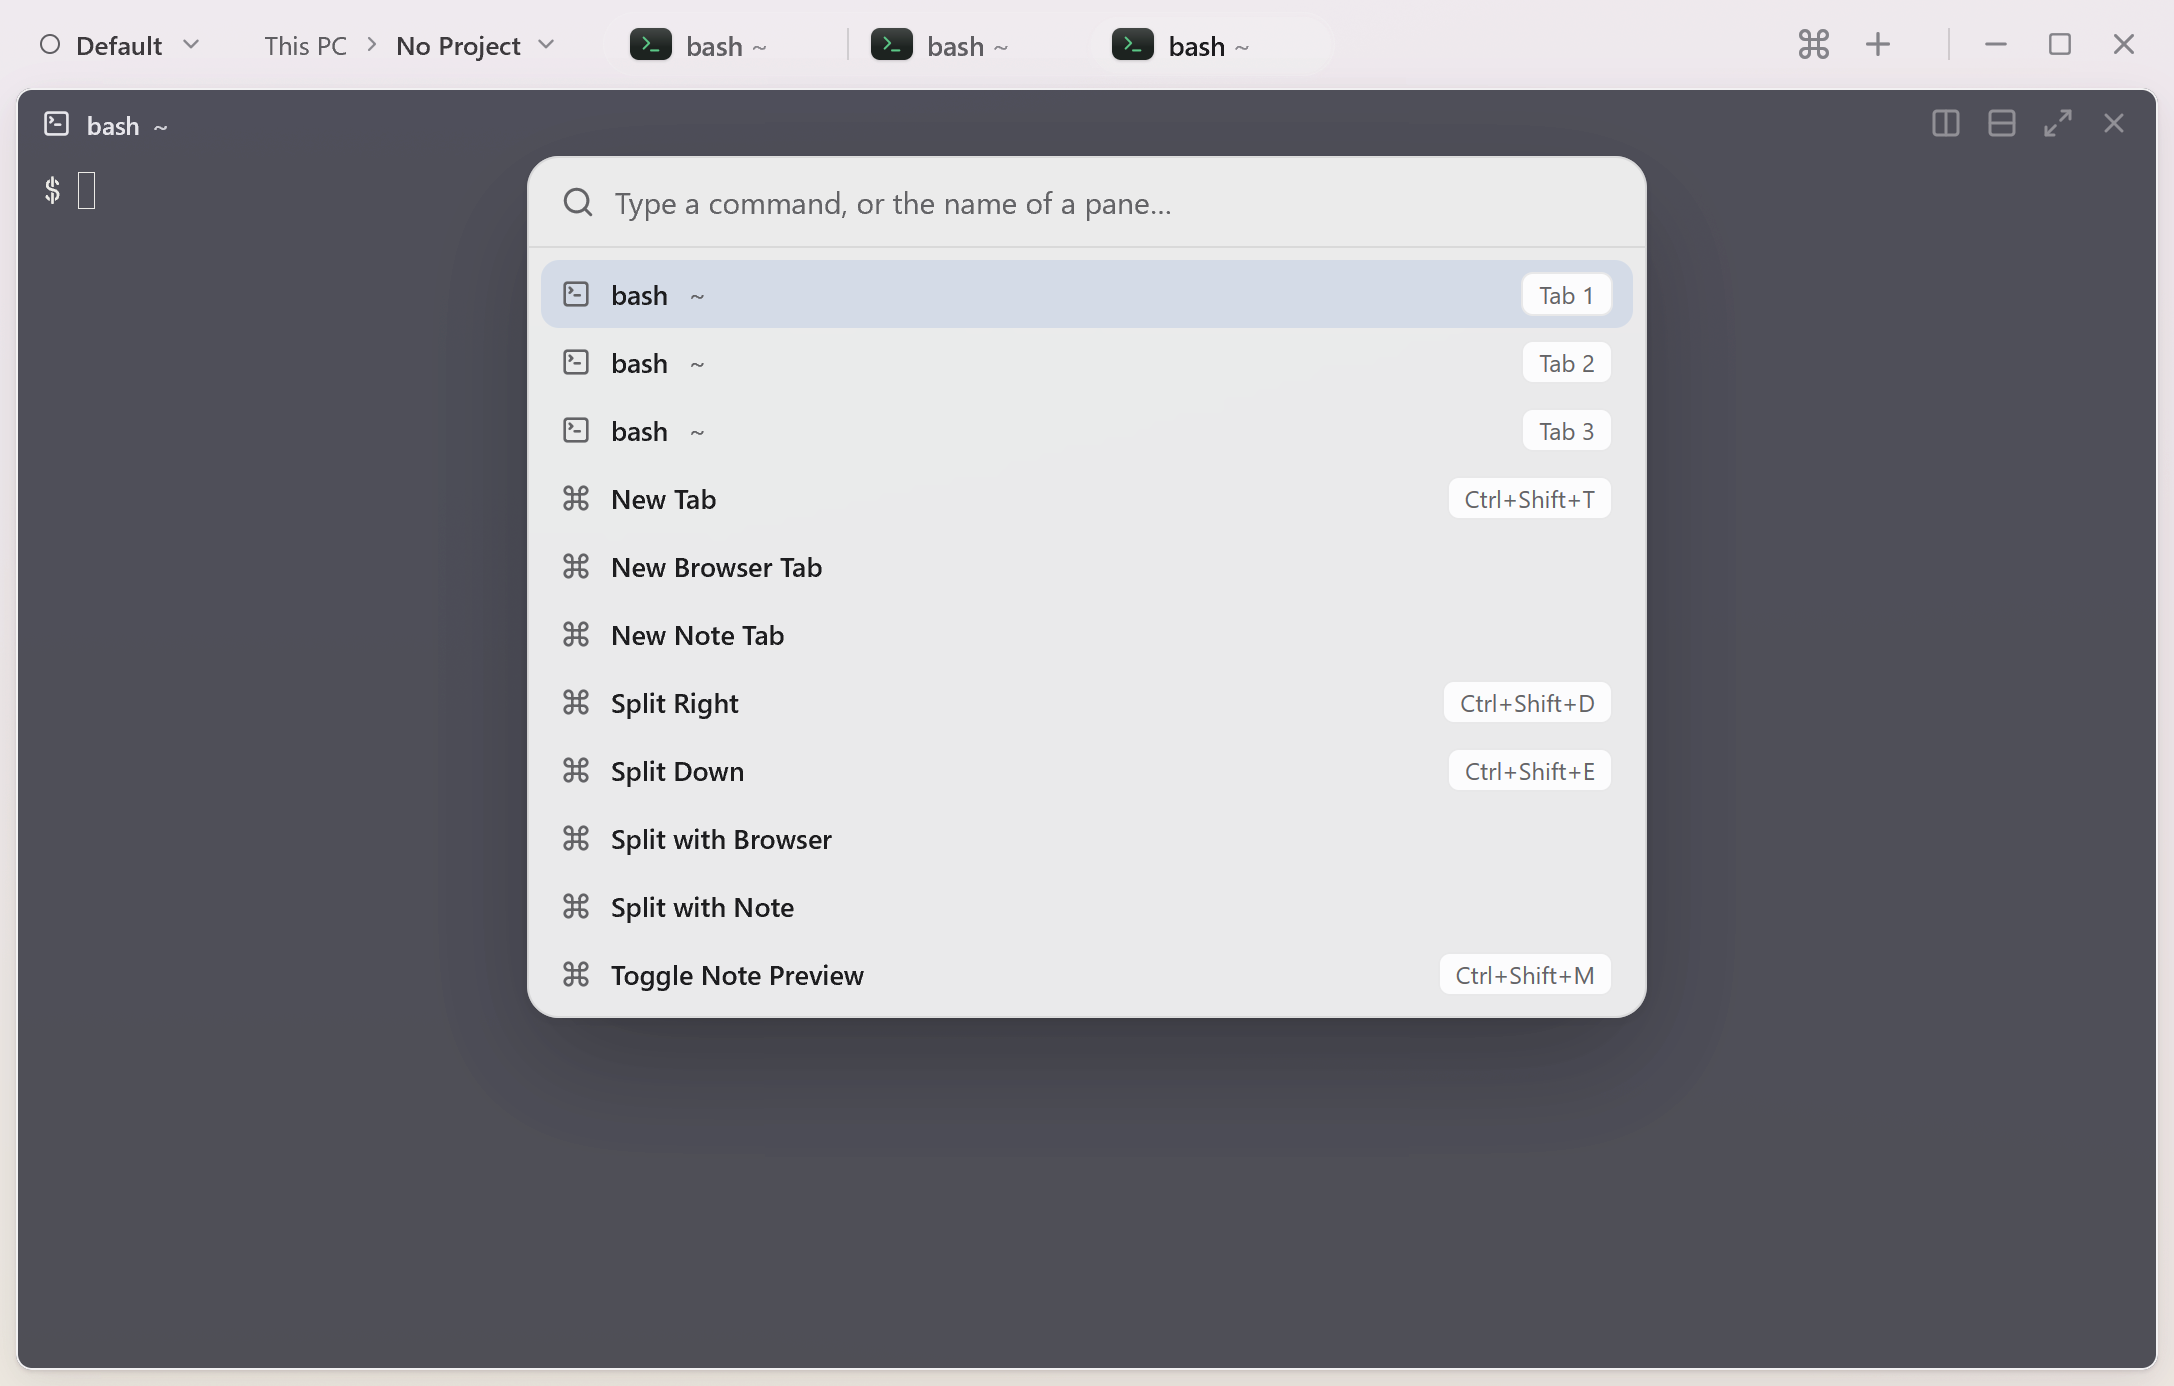 Default This PC > No Project bash ~ bash ~ bash ~
bash ~
$
Type a command, or the name of a pane...
bash ~ Tab 1
bash ~ Tab 2
bash ~ Tab 3
New Tab Ctrl+Shift+T
New Browser Tab
New Note Tab
Split Right Ctrl+Shift+D
Split Down Ctrl+Shift+E
Split with Browser
Split with Note
Toggle Note Preview Ctrl+Shift+M